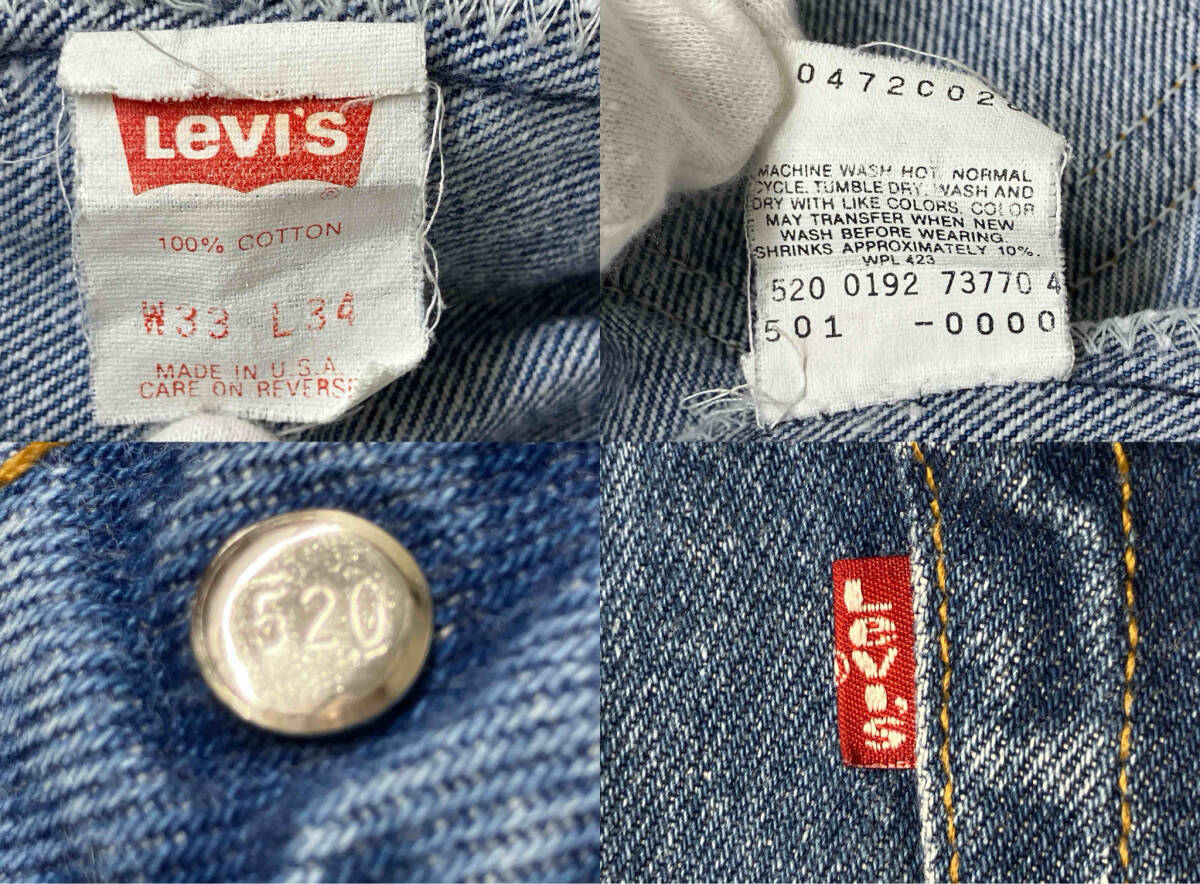 LEVI'S
®
100% COTTON
W33 L34
MADE IN U.S.A.
CARE ON REVERSE
0472C02
MACHINE WASH HOT NORMAL
CYCLE. TUMBLE DRY. WASH AND
DRY WITH LIKE COLORS. COLOR
MAY TRANSFER WHEN NEW
WASH BEFORE WEARING.
SHRINKS APPROXIMATELY 10%.
WPL 423
520 0192 73770 4
501 -0000
520
Levi's
®